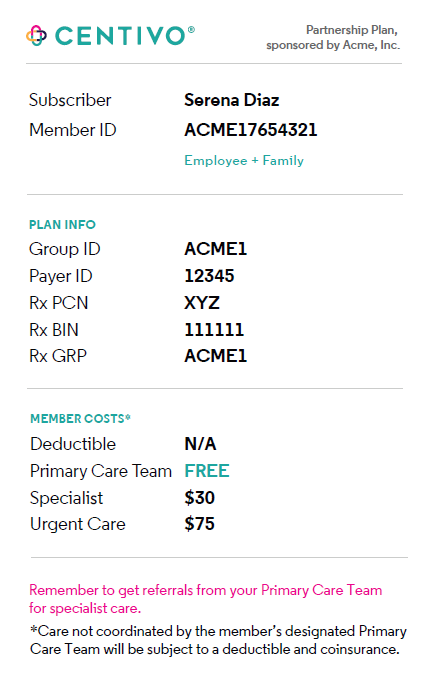 CENTIVO®
Partnership Plan,
sponsored by Acme, Inc.
Subscriber Serena Diaz
Member ID ACME17654321
Employee + Family
PLAN INFO
Group ID ACME1
Payer ID 12345
Rx PCN XYZ
Rx BIN 111111
Rx GRP ACME1
MEMBER COSTS*
Deductible N/A
Primary Care Team FREE
Specialist $30
Urgent Care $75
Remember to get referrals from your Primary Care Team
for specialist care.
*Care not coordinated by the member's designated Primary
Care Team will be subject to a deductible and coinsurance.